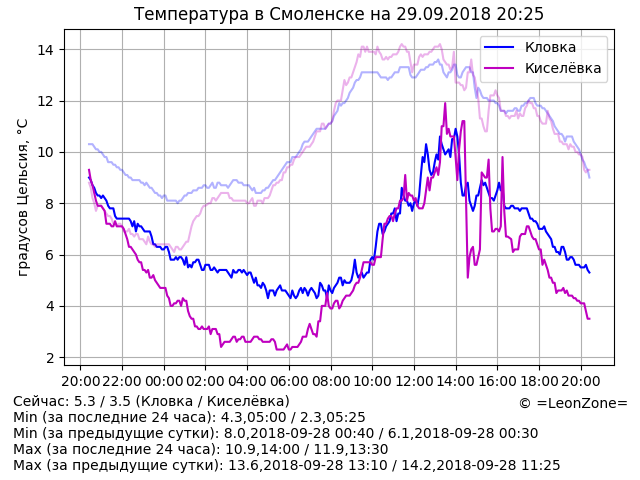 Температура в Смоленске на 29.09.2018 20:25
Кловка
Киселёвка
градусов Цельсия, °C
14
12
10
8
6
4
2
20:00 22:00 00:00 02:00 04:00 06:00 08:00 10:00 12:00 14:00 16:00 18:00 20:00
Сейчас: 5.3 / 3.5 (Кловка / Киселёвка)
© =LeonZone=
Min (за последние 24 часа): 4.3,05:00 / 2.3,05:25
Min (за предыдущие сутки): 8.0,2018-09-28 00:40 / 6.1,2018-09-28 00:30
Max (за последние 24 часа): 10.9,14:00 / 11.9,13:30
Max (за предыдущие сутки): 13.6,2018-09-28 13:10 / 14.2,2018-09-28 11:25